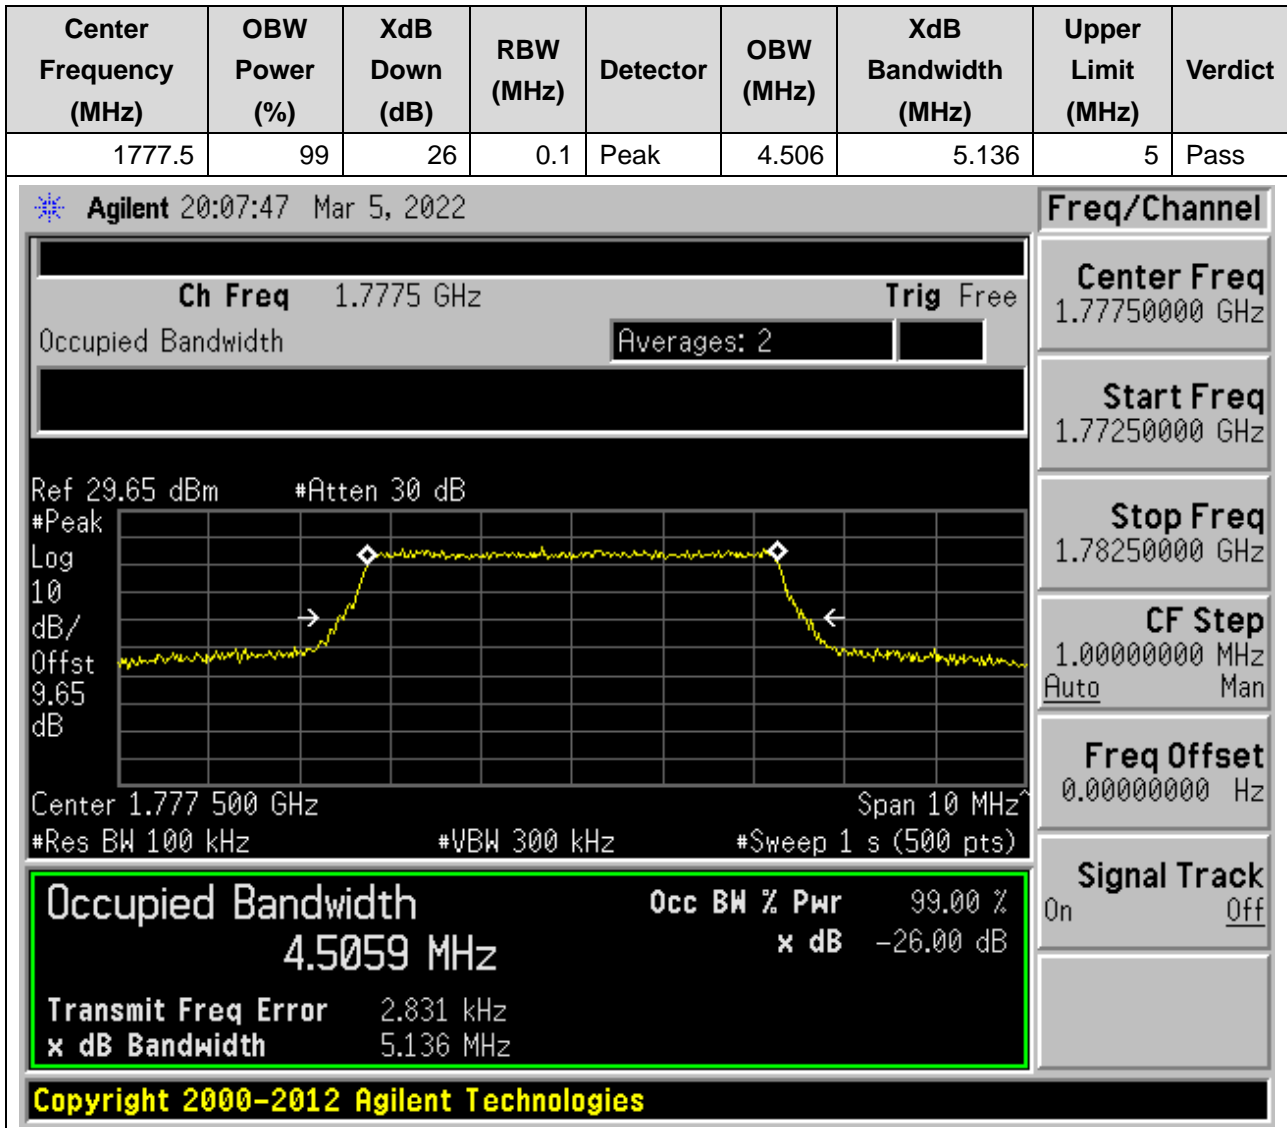 Center Frequency (MHz) OBW Power (%) XdB Down (dB) RBW (MHz) Detector OBW (MHz) XdB Bandwidth (MHz) Upper Limit (MHz) Verdict
1777.5 99 26 0.1 Peak 4.506 5.136 5 Pass
Agilent 20:07:47 Mar 5, 2022
Freq/Channel
Ch Freq 1.7775 GHz Trig Free
Occupied Bandwidth Averages: 2
Center Freq
1.77750000 GHz
Start Freq
1.77250000 GHz
Stop Freq
1.78250000 GHz
CF Step
1.00000000 MHz
Auto Man
Freq Offset
0.00000000 Hz
Signal Track
On Off
Ref 29.65 dBm #Atten 30 dB
#Peak
Log
10
dB/
Offst
9.65
dB
Center 1.777 500 GHz Span 10 MHz^
#Res BW 100 kHz #VBW 300 kHz #Sweep 1 s (500 pts)
Occupied Bandwidth Occ BW % Pwr 99.00 %
4.5059 MHz x dB -26.00 dB
Transmit Freq Error 2.831 kHz
x dB Bandwidth 5.136 MHz
Copyright 2000-2012 Agilent Technologies